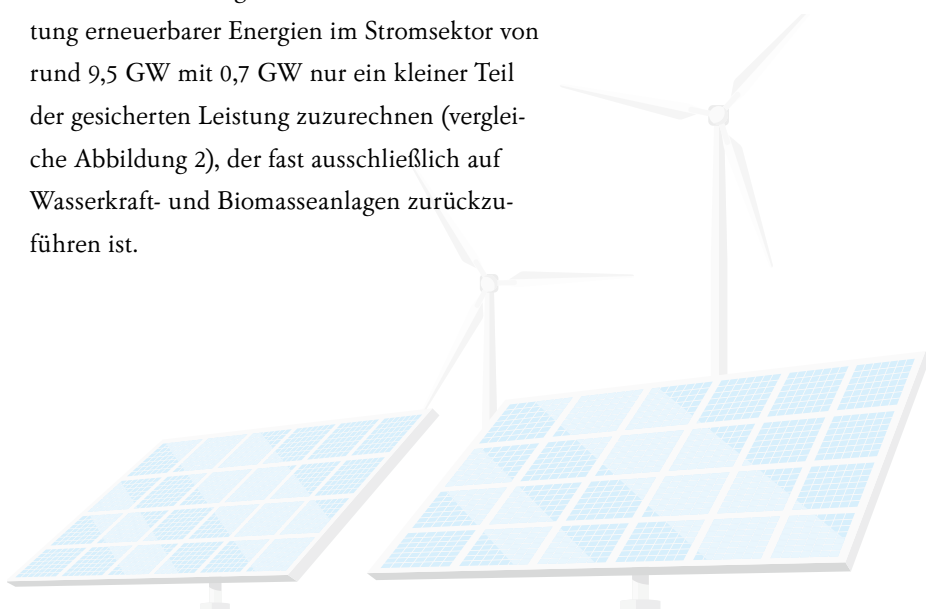 tung erneuerbarer Energien im Stromsektor von
rund 9,5 GW mit 0,7 GW nur ein kleiner Teil
der gesicherten Leistung zuzurechnen (verglei-
che Abbildung 2), der fast ausschließlich auf
Wasserkraft- und Biomasseanlagen zurückzu-
führen ist.